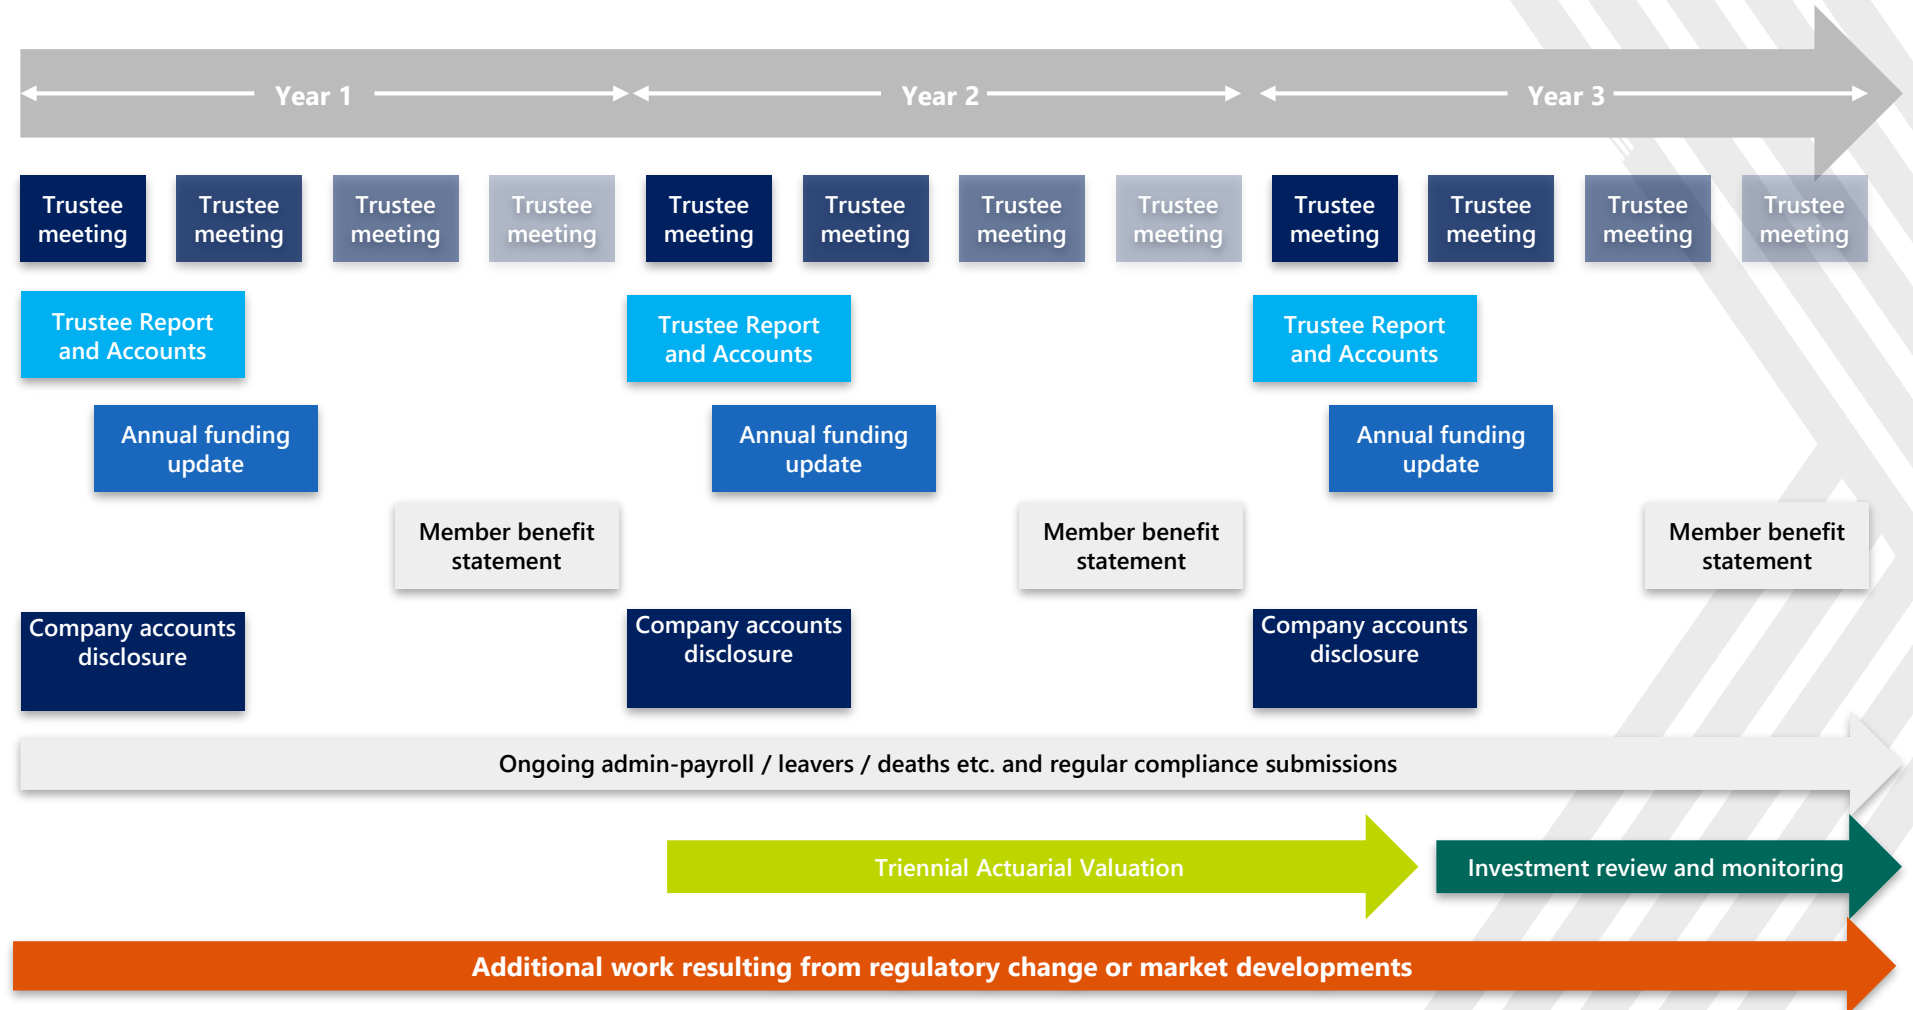 Year 1
Year 2
Year 3
Trustee
meeting
Trustee
meeting
Trustee
meeting
Trustee
meeting
Trustee
meeting
Trustee
meeting
Trustee
meeting
Trustee
meeting
Trustee
meeting
Trustee
meeting
Trustee
meeting
Trustee
meeting
Trustee Report
and Accounts
Trustee Report
and Accounts
Trustee Report
and Accounts
Annual funding
update
Annual funding
update
Annual funding
update
Member benefit
statement
Member benefit
statement
Member benefit
statement
Company accounts
disclosure
Company accounts
disclosure
Company accounts
disclosure
Ongoing admin-payroll / leavers / deaths etc. and regular compliance submissions
Triennial Actuarial Valuation
Investment review and monitoring
Additional work resulting from regulatory change or market developments